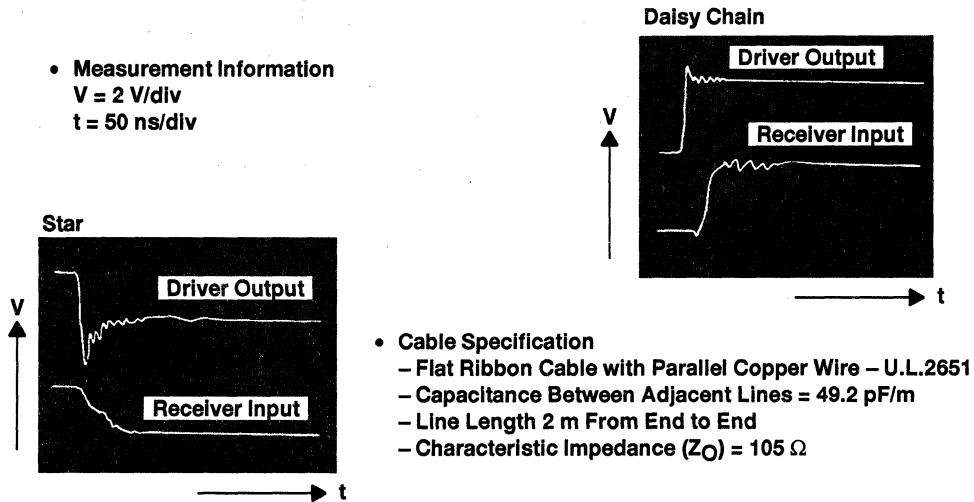 • Measurement Information
V = 2 V/div
t = 50 ns/div
Daisy Chain
Driver Output
V
Receiver Input
t
Star
Driver Output
V
Receiver Input
t
• Cable Specification
– Flat Ribbon Cable with Parallel Copper Wire – U.L.2651
– Capacitance Between Adjacent Lines = 49.2 pF/m
– Line Length 2 m From End to End
– Characteristic Impedance (ZO) = 105 Ω